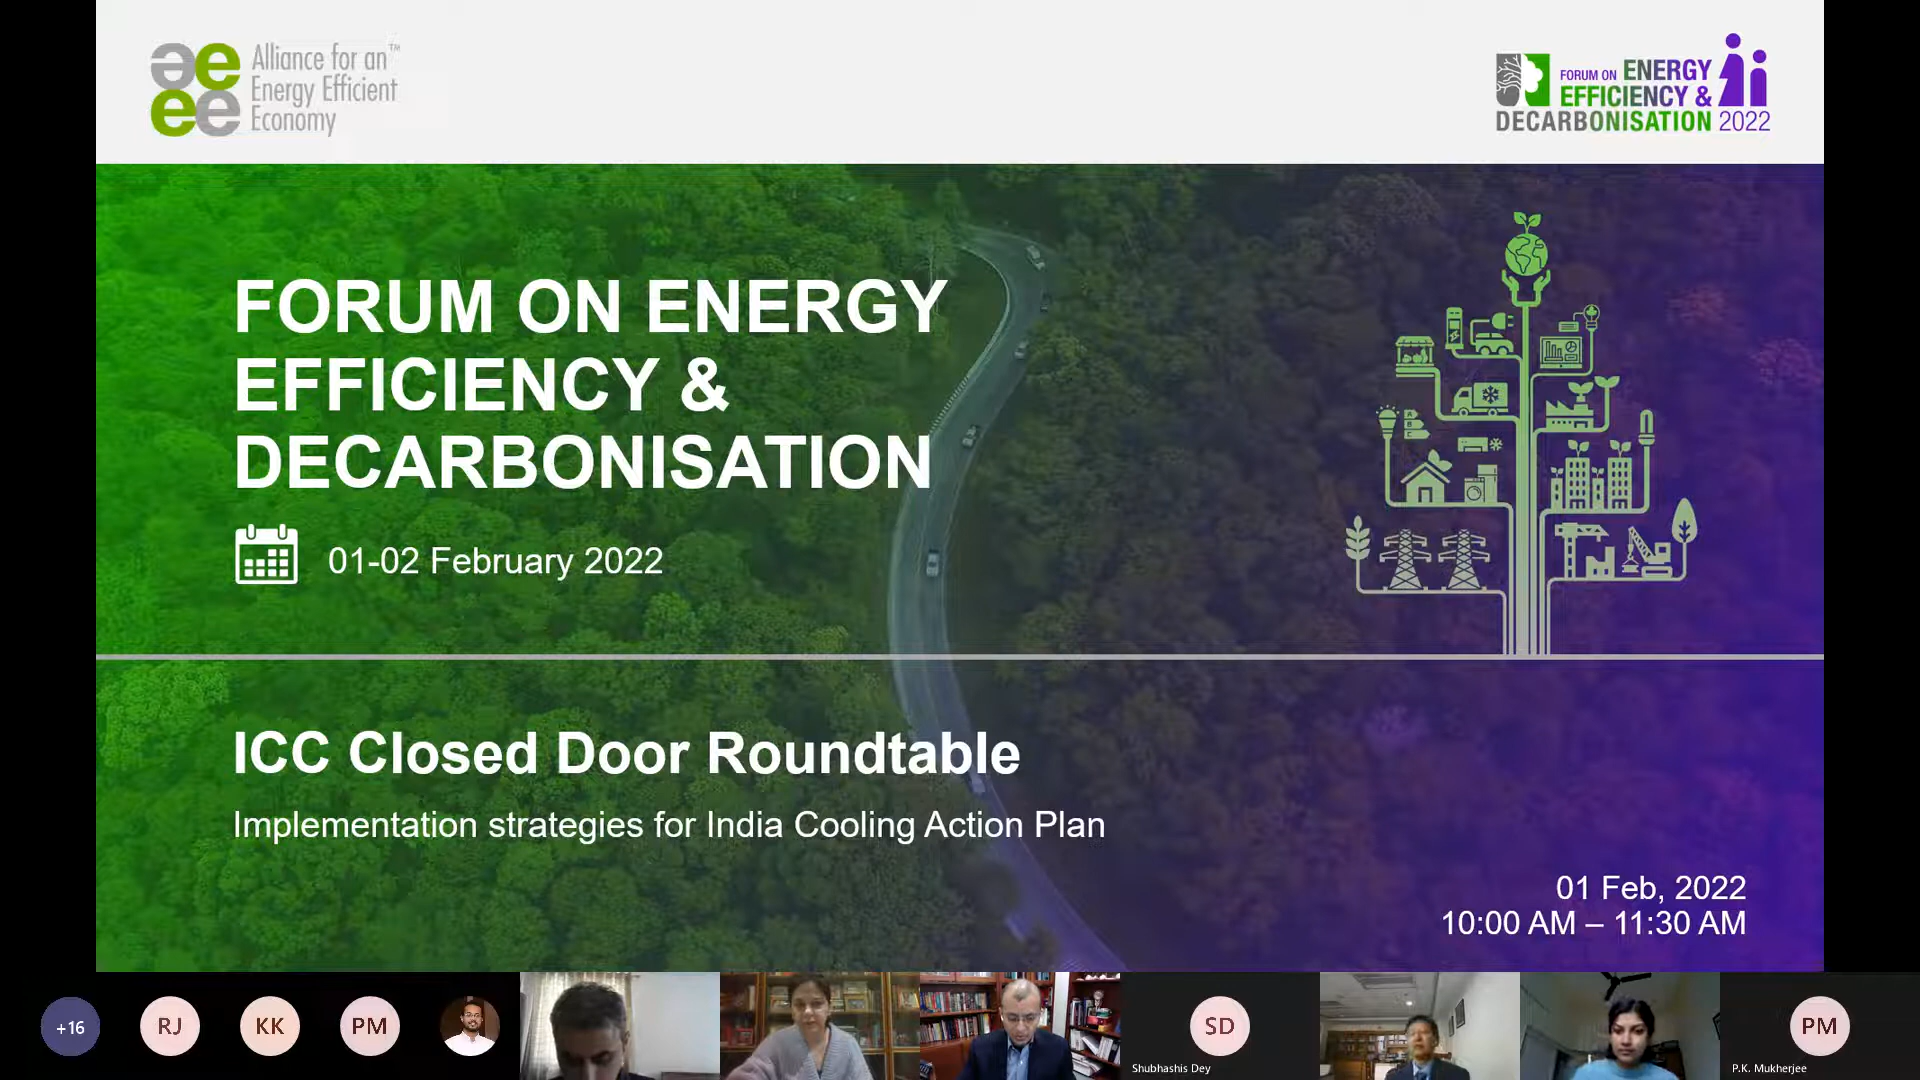 aeee
Alliance for an™
Energy Efficient
Economy
FORUM ON ENERGY
EFFICIENCY &
DECARBONISATION 2022
FORUM ON ENERGY
EFFICIENCY &
DECARBONISATION
01-02 February 2022
A
B
C
ICC Closed Door Roundtable
Implementation strategies for India Cooling Action Plan
01 Feb, 2022
10:00 AM – 11:30 AM
+16
RJ
KK
PM
SD
PM
Shubhashis Dey
P.K. Mukherjee